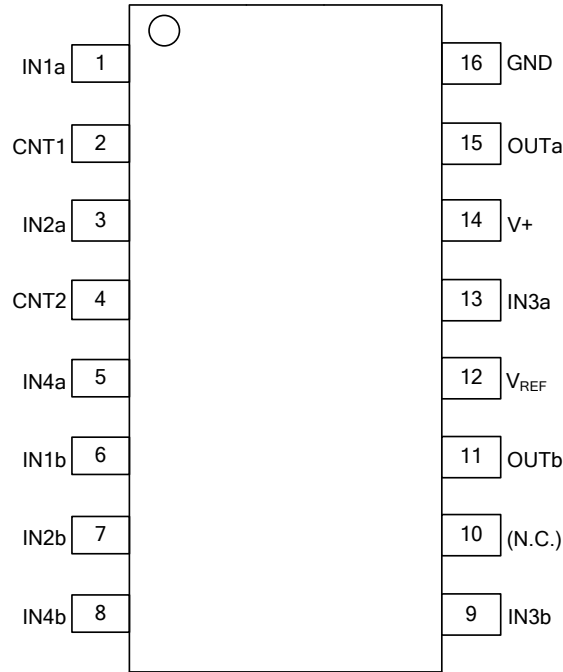 IN1a 1 16 GND
CNT1 2 15 OUTa
IN2a 3 14 V+
CNT2 4 13 IN3a
IN4a 5 12 VREF
IN1b 6 11 OUTb
IN2b 7 10 (N.C.)
IN4b 8 9 IN3b